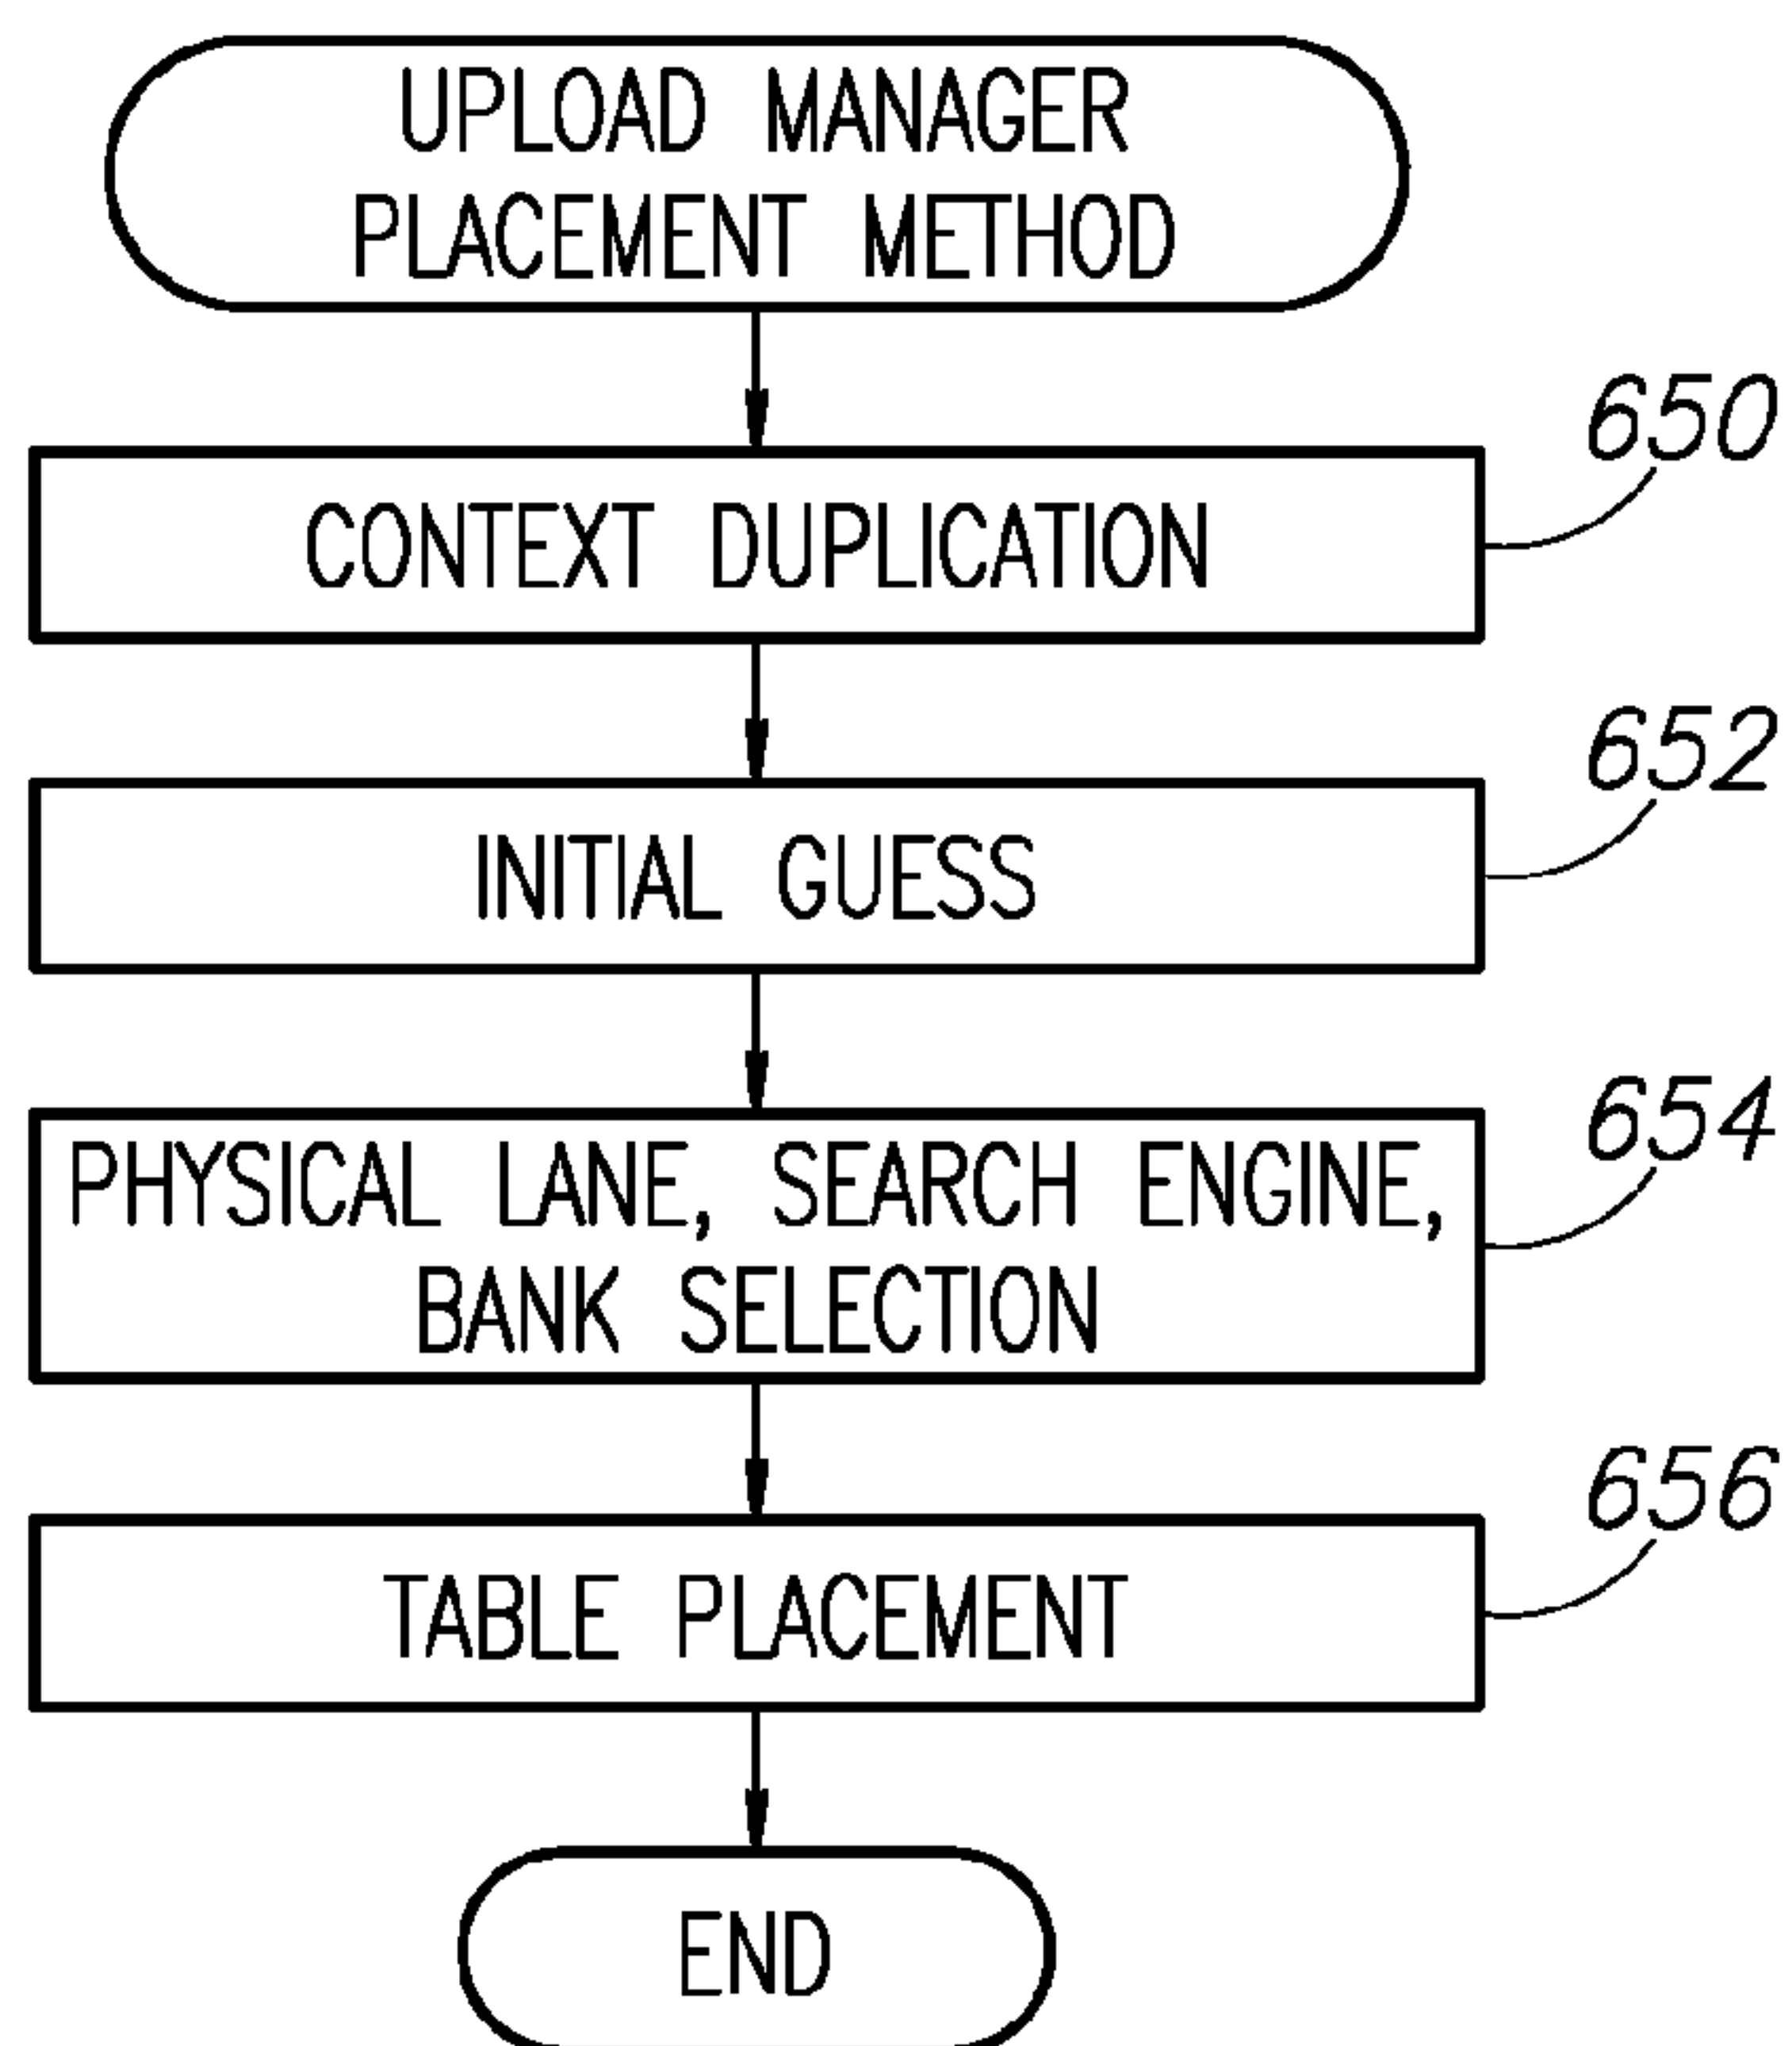 UPLOAD MANAGER
PLACEMENT METHOD
650
CONTEXT DUPLICATION
652
INITIAL GUESS
654
PHYSICAL LANE, SEARCH ENGINE,
BANK SELECTION
656
TABLE PLACEMENT
END